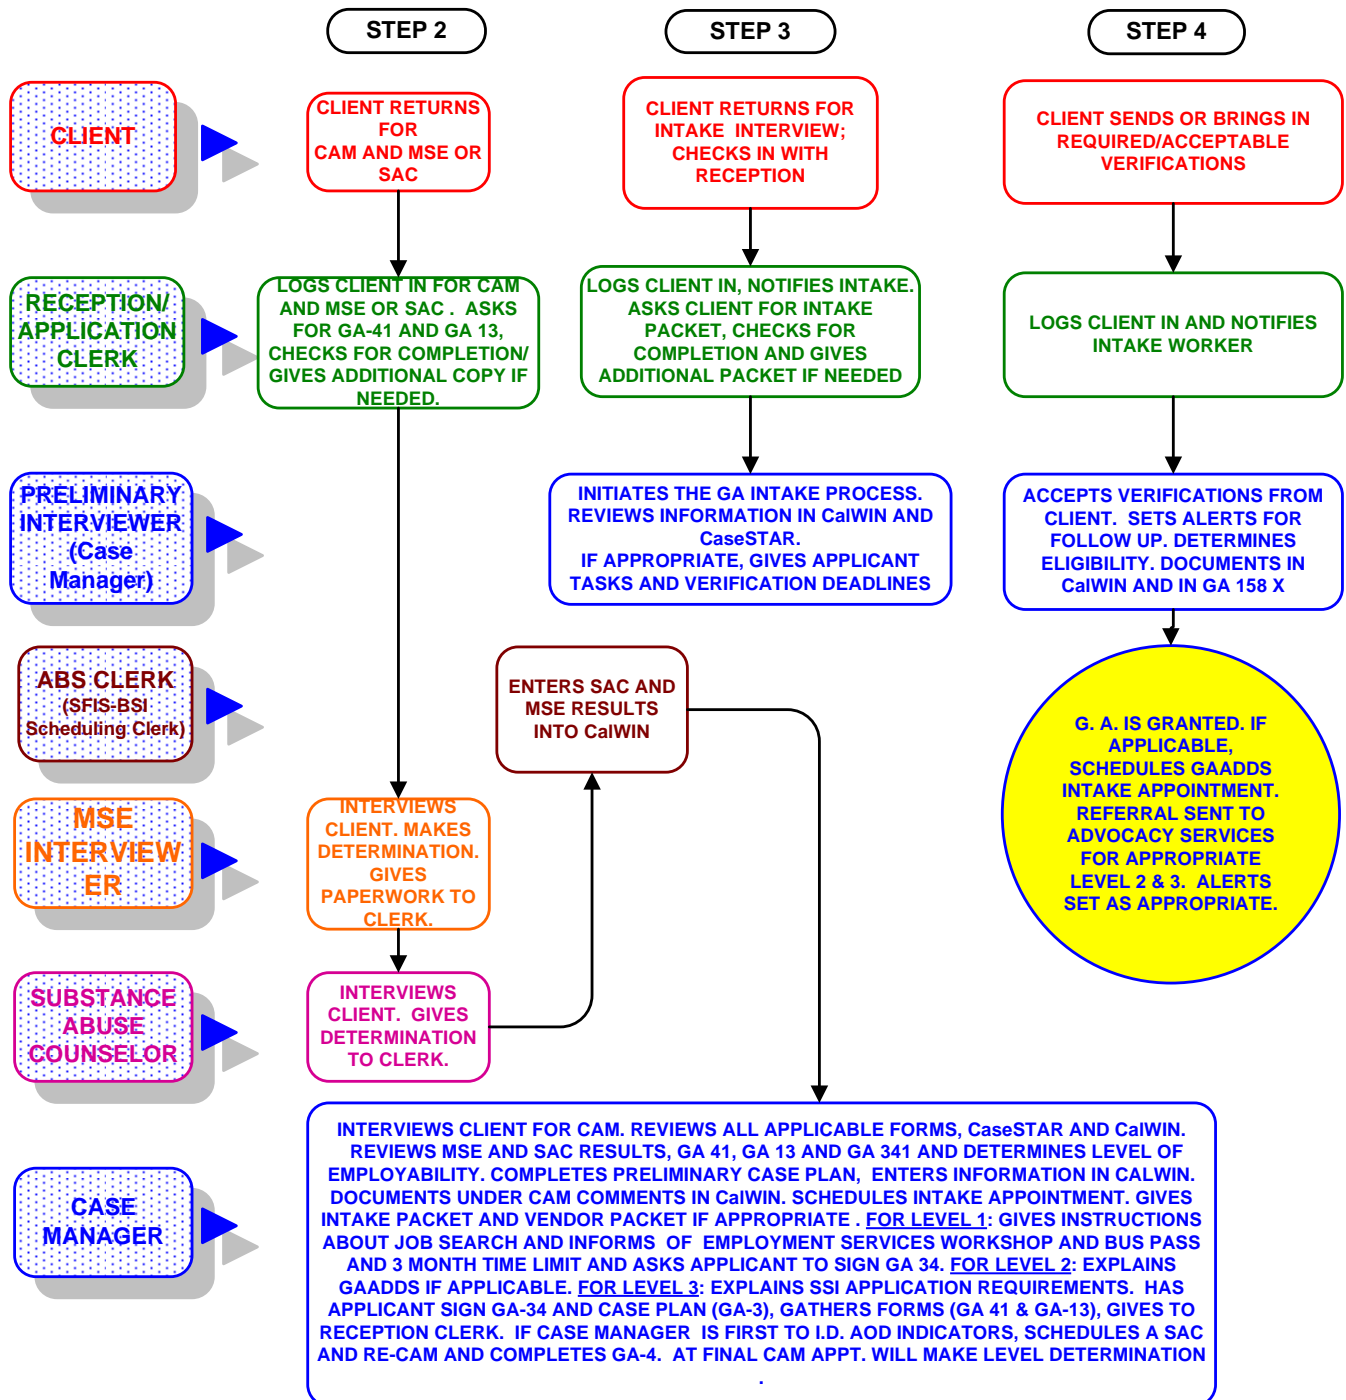 STEP 2
STEP 3
STEP 4
CLIENT
CLIENT RETURNS
FOR
CAM AND MSE OR
SAC
CLIENT RETURNS FOR
INTAKE INTERVIEW;
CHECKS IN WITH
RECEPTION
CLIENT SENDS OR BRINGS IN
REQUIRED/ACCEPTABLE
VERIFICATIONS
RECEPTION/
APPLICATION
CLERK
LOGS CLIENT IN FOR CAM
AND MSE OR SAC . ASKS
FOR GA-41 AND GA 13,
CHECKS FOR COMPLETION/
GIVES ADDITIONAL COPY IF
NEEDED.
LOGS CLIENT IN, NOTIFIES INTAKE.
ASKS CLIENT FOR INTAKE
PACKET, CHECKS FOR
COMPLETION AND GIVES
ADDITIONAL PACKET IF NEEDED
LOGS CLIENT IN AND NOTIFIES
INTAKE WORKER
PRELIMINARY
INTERVIEWER
(Case
Manager)
INITIATES THE GA INTAKE PROCESS.
REVIEWS INFORMATION IN CalWIN AND
CaseSTAR.
IF APPROPRIATE, GIVES APPLICANT
TASKS AND VERIFICATION DEADLINES
ACCEPTS VERIFICATIONS FROM
CLIENT. SETS ALERTS FOR
FOLLOW UP. DETERMINES
ELIGIBILITY. DOCUMENTS IN
CalWIN AND IN GA 158 X
ABS CLERK
(SFIS-BSI
Scheduling Clerk)
ENTERS SAC AND
MSE RESULTS
INTO CalWIN
G. A. IS GRANTED. IF
APPLICABLE,
SCHEDULES GAADDS
INTAKE APPOINTMENT.
REFERRAL SENT TO
ADVOCACY SERVICES
FOR APPROPRIATE
LEVEL 2 & 3. ALERTS
SET AS APPROPRIATE.
MSE
INTERVIEW
ER
INTERVIEWS
CLIENT. MAKES
DETERMINATION.
GIVES
PAPERWORK TO
CLERK.
SUBSTANCE
ABUSE
COUNSELOR
INTERVIEWS
CLIENT. GIVES
DETERMINATION
TO CLERK.
CASE
MANAGER
INTERVIEWS CLIENT FOR CAM. REVIEWS ALL APPLICABLE FORMS, CaseSTAR AND CalWIN.
REVIEWS MSE AND SAC RESULTS, GA 41, GA 13 AND GA 341 AND DETERMINES LEVEL OF
EMPLOYABILITY. COMPLETES PRELIMINARY CASE PLAN, ENTERS INFORMATION IN CALWIN.
DOCUMENTS UNDER CAM COMMENTS IN CalWIN. SCHEDULES INTAKE APPOINTMENT. GIVES
INTAKE PACKET AND VENDOR PACKET IF APPROPRIATE . FOR LEVEL 1: GIVES INSTRUCTIONS
ABOUT JOB SEARCH AND INFORMS OF EMPLOYMENT SERVICES WORKSHOP AND BUS PASS
AND 3 MONTH TIME LIMIT AND ASKS APPLICANT TO SIGN GA 34. FOR LEVEL 2: EXPLAINS
GAADDS IF APPLICABLE. FOR LEVEL 3: EXPLAINS SSI APPLICATION REQUIREMENTS. HAS
APPLICANT SIGN GA-34 AND CASE PLAN (GA-3), GATHERS FORMS (GA 41 & GA-13), GIVES TO
RECEPTION CLERK. IF CASE MANAGER IS FIRST TO I.D. AOD INDICATORS, SCHEDULES A SAC
AND RE-CAM AND COMPLETES GA-4. AT FINAL CAM APPT. WILL MAKE LEVEL DETERMINATION
.